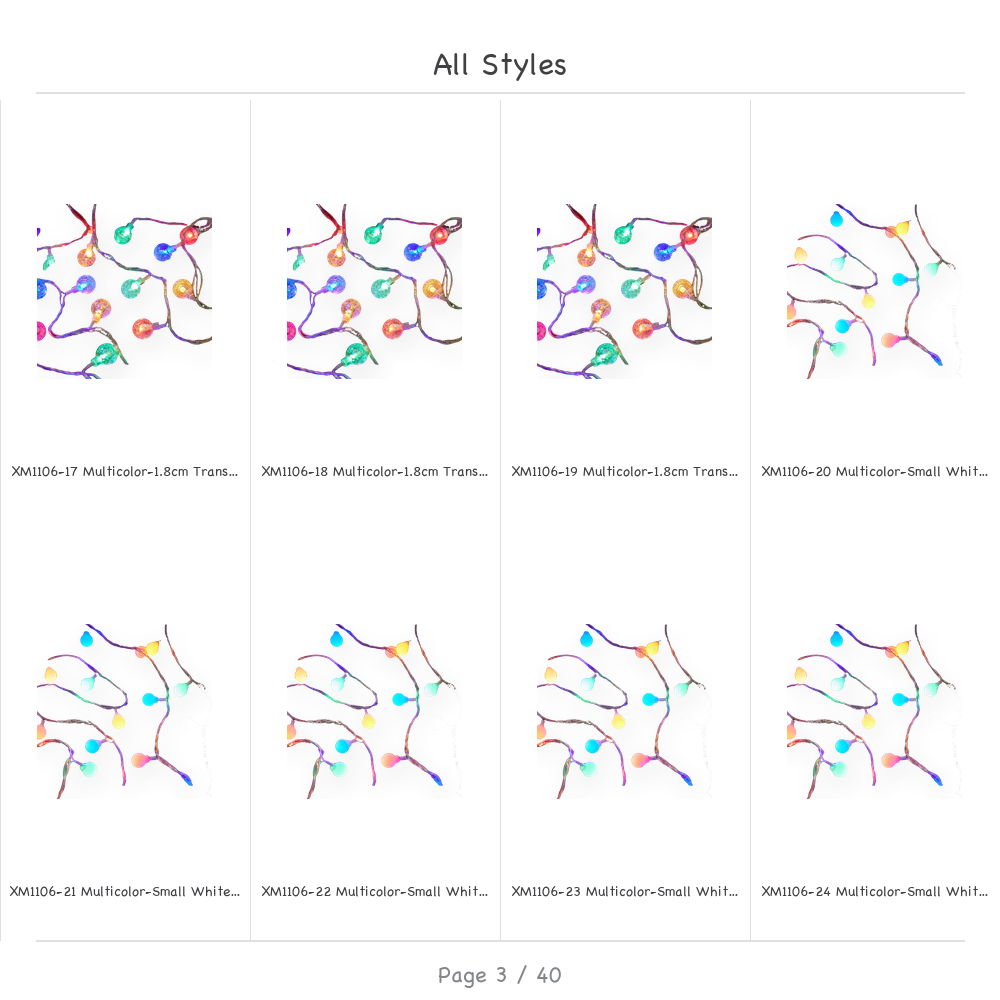 All Styles
XM1106-17 Multicolor-1.8cm Trans...
XM1106-18 Multicolor-1.8cm Trans...
XM1106-19 Multicolor-1.8cm Trans...
XM1106-20 Multicolor-Small Whit...
XM1106-21 Multicolor-Small White...
XM1106-22 Multicolor-Small Whit...
XM1106-23 Multicolor-Small Whit...
XM1106-24 Multicolor-Small Whit...
Page 3 / 40